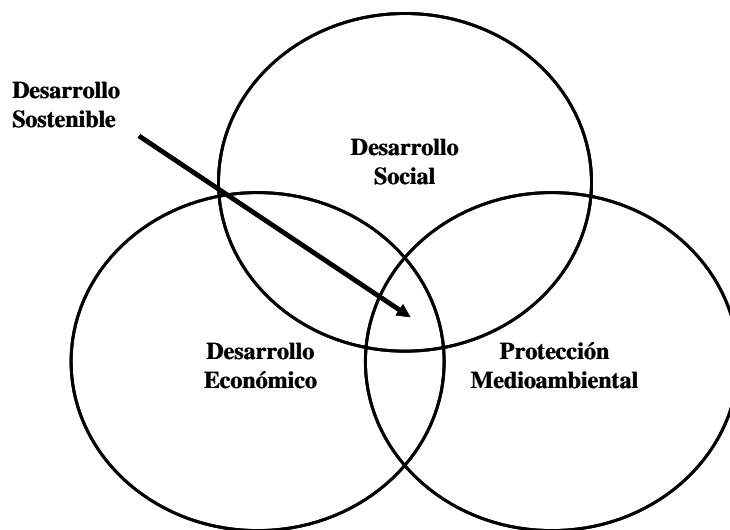 Desarrollo
Sostenible
Desarrollo
Social
Desarrollo
Económico
Protección
Medioambiental